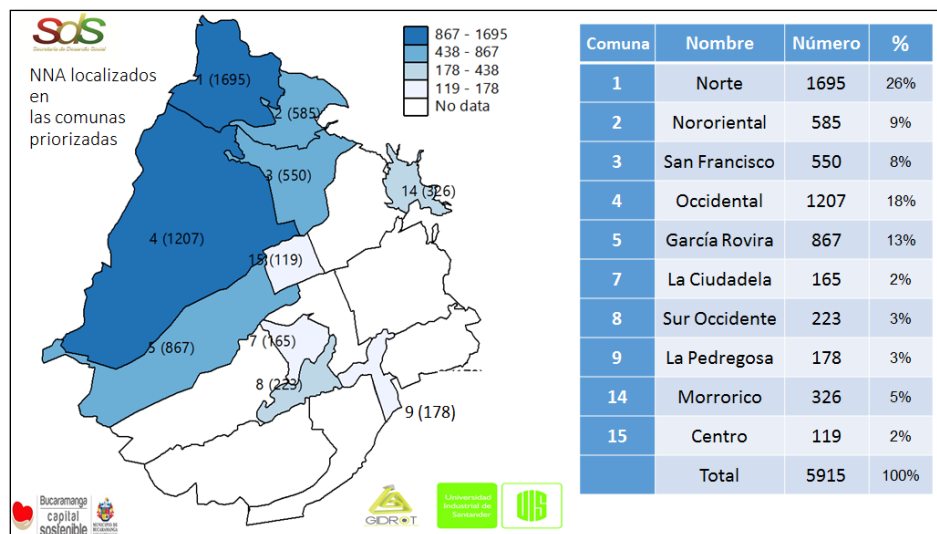 SdS
Secretaría de Desarrollo Social
NNA localizados
en
las comunas
priorizadas
867 - 1695
438 - 867
178 - 438
119 - 178
No data
1 (1695)
2 (585)
3 (550)
14 (326)
4 (1207)
15 (119)
5 (867)
7 (165)
8 (223)
9 (178)
Comuna Nombre Número %
1 Norte 1695 26%
2 Nororiental 585 9%
3 San Francisco 550 8%
4 Occidental 1207 18%
5 García Rovira 867 13%
7 La Ciudadela 165 2%
8 Sur Occidente 223 3%
9 La Pedregosa 178 3%
14 Morrorico 326 5%
15 Centro 119 2%
Total 5915 100%
Bucaramanga
capital
sostenible
MUNICIPIO DE
BUCARAMANGA
GIDROT
Universidad
Industrial de
Santander
UIS